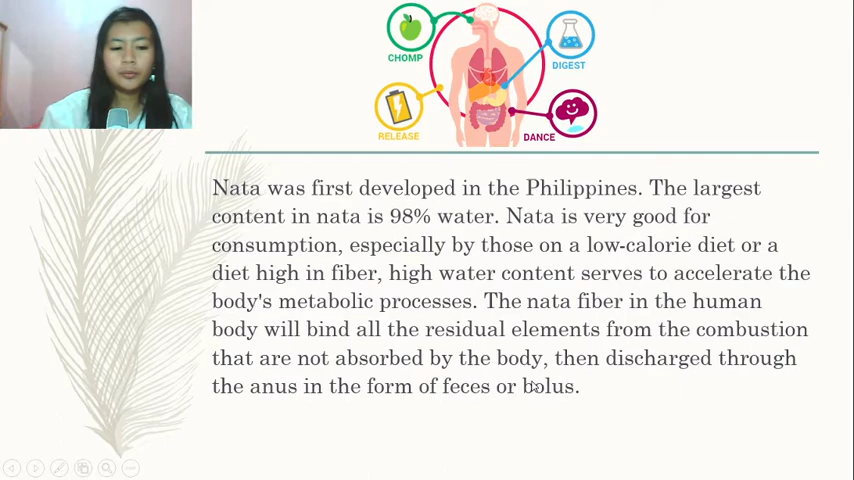 CHOMP
DIGEST
RELEASE
DANCE
Nata was first developed in the Philippines. The largest
content in nata is 98% water. Nata is very good for
consumption, especially by those on a low-calorie diet or a
diet high in fiber, high water content serves to accelerate the
body's metabolic processes. The nata fiber in the human
body will bind all the residual elements from the combustion
that are not absorbed by the body, then discharged through
the anus in the form of feces or bolus.